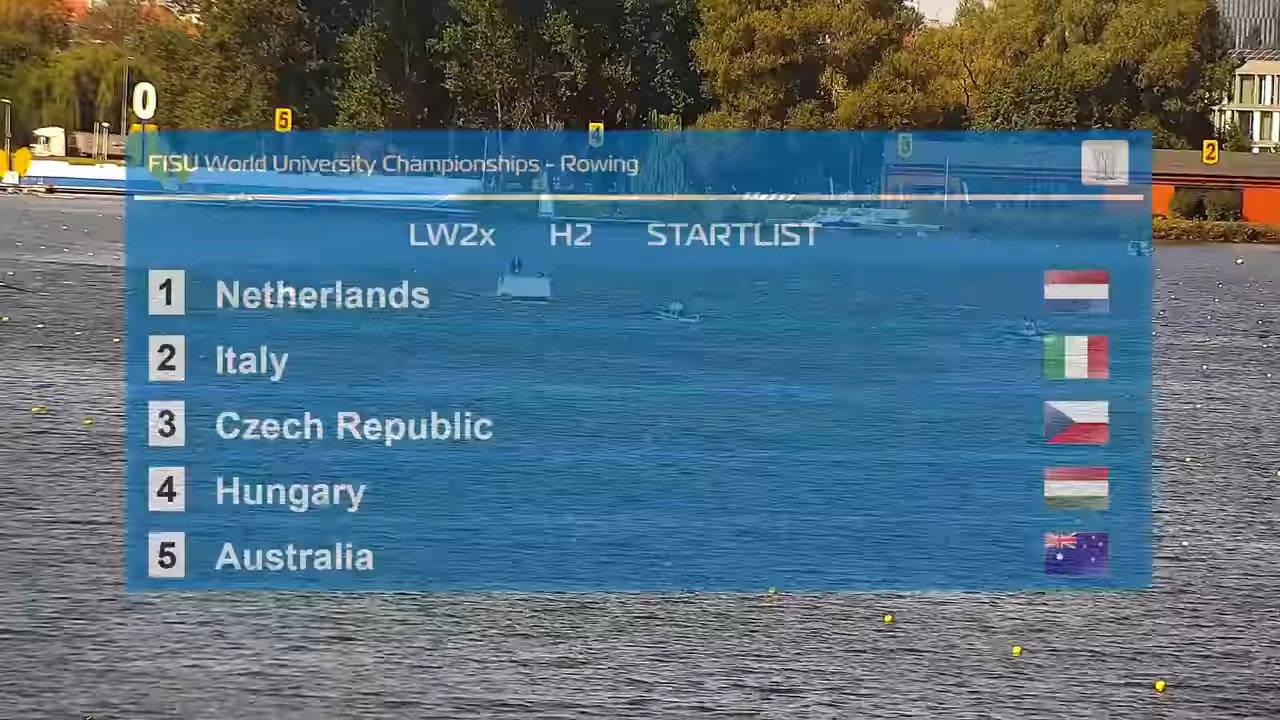 0
5
4
5
2
FISU World University Championships - Rowing
LW2x H2 STARTLIST
1 Netherlands
2 Italy
3 Czech Republic
4 Hungary
5 Australia